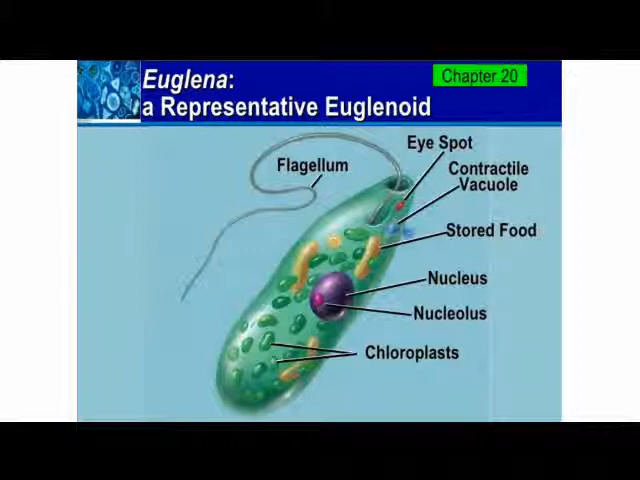 Euglena:
a Representative Euglenoid
Chapter 20
Eye Spot
Flagellum
Contractile
Vacuole
Stored Food
Nucleus
Nucleolus
Chloroplasts